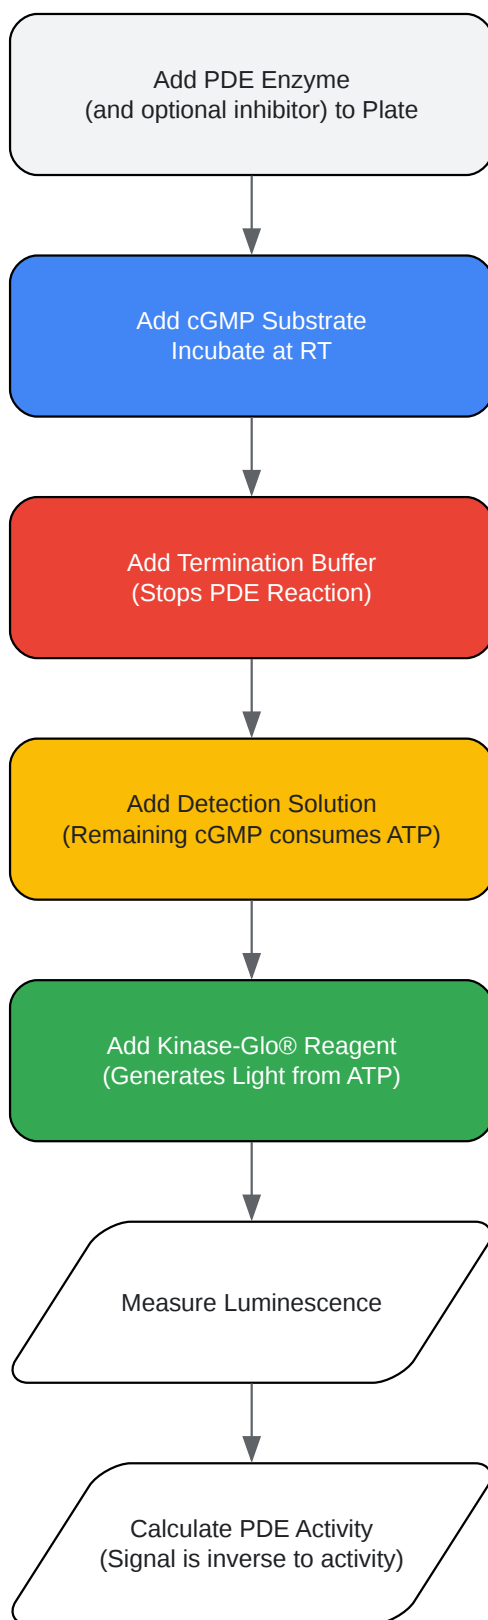 Add PDE Enzyme
(and optional inhibitor) to Plate
Add cGMP Substrate
Incubate at RT
Add Termination Buffer
(Stops PDE Reaction)
Add Detection Solution
(Remaining cGMP consumes ATP)
Add Kinase-Glo® Reagent
(Generates Light from ATP)
Measure Luminescence
Calculate PDE Activity
(Signal is inverse to activity)